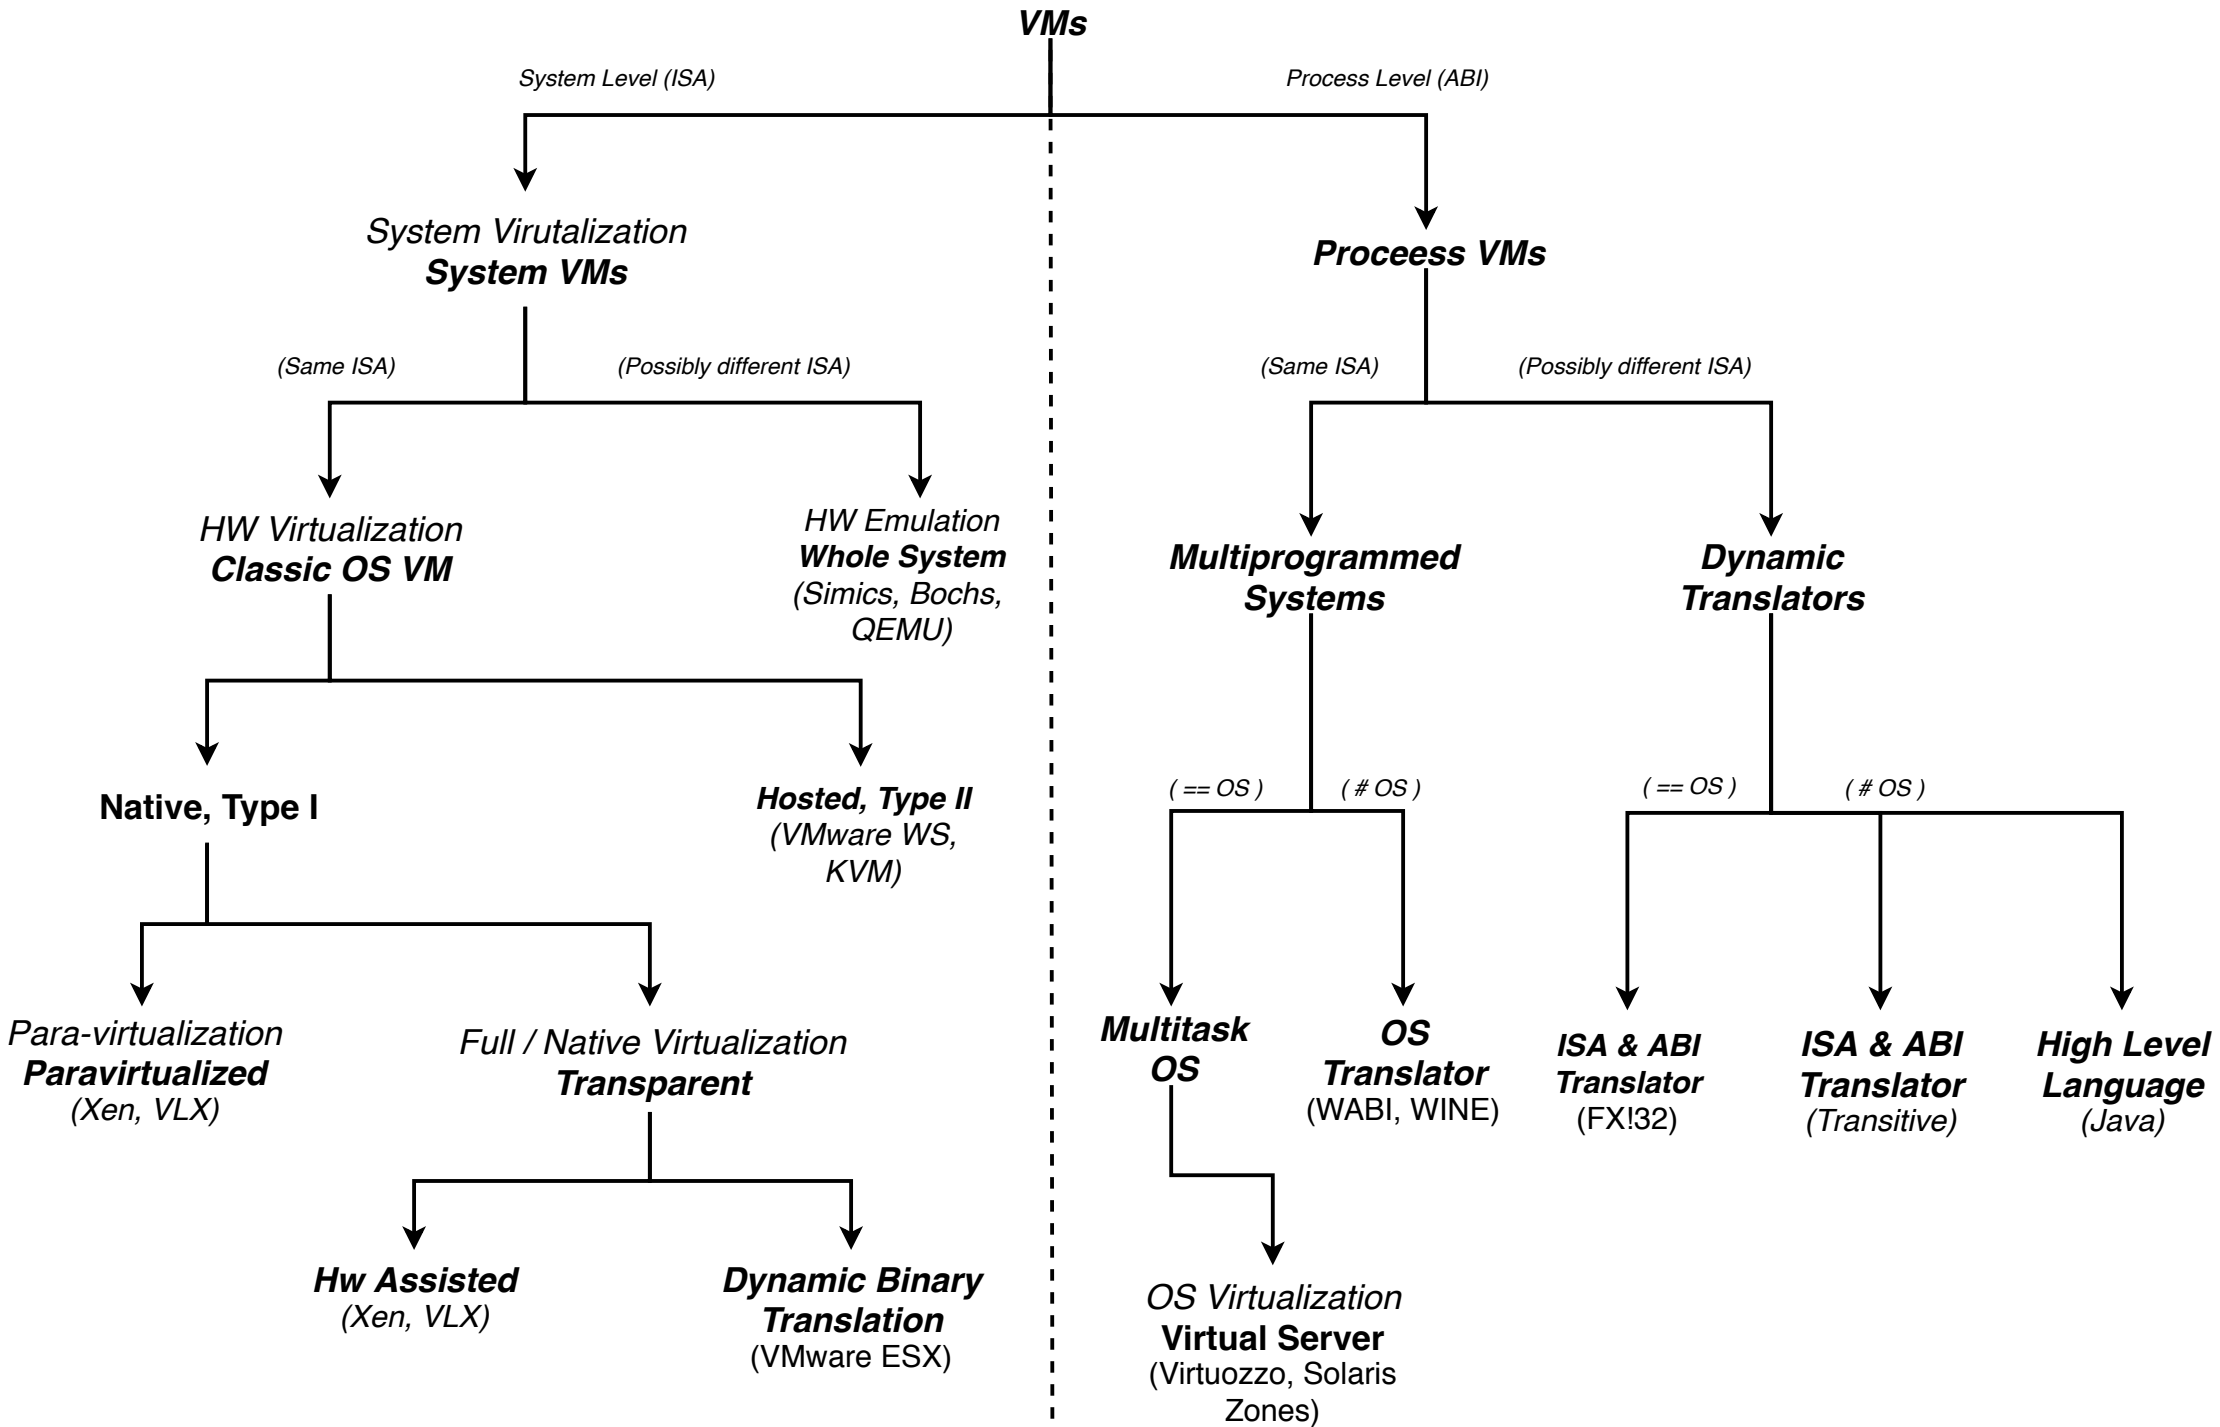 VMs
System Level (ISA)
Process Level (ABI)
System Virutalization
System VMs
Proceess VMs
(Same ISA)
(Possibly different ISA)
(Same ISA)
(Possibly different ISA)
HW Virtualization
Classic OS VM
HW Emulation
Whole System
(Simics, Bochs,
QEMU)
Multiprogrammed
Systems
Dynamic
Translators
Native, Type I
Hosted, Type II
(VMware WS,
KVM)
( == OS )
( # OS )
( == OS )
( # OS )
Para-virtualization
Paravirtualized
(Xen, VLX)
Full / Native Virtualization
Transparent
Multitask
OS
OS
Translator
(WABI, WINE)
ISA & ABI
Translator
(FX!32)
ISA & ABI
Translator
(Transitive)
High Level
Language
(Java)
Hw Assisted
(Xen, VLX)
Dynamic Binary
Translation
(VMware ESX)
OS Virtualization
Virtual Server
(Virtuozzo, Solaris
Zones)